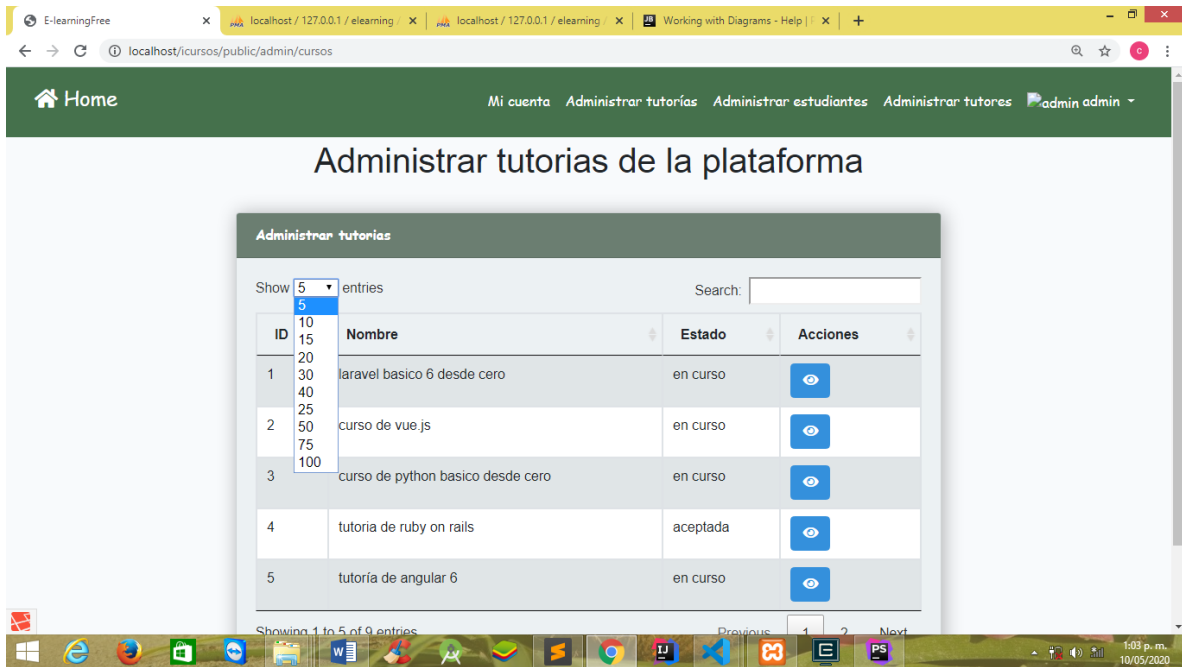 E-learningFree
localhost / 127.0.0.1 / elearning /
localhost / 127.0.0.1 / elearning /
Working with Diagrams - Help |
localhost/icursos/public/admin/cursos
c
Home
Mi cuenta Administrar tutorías Administrar estudiantes Administrar tutores admin admin
Administrar tutorias de la plataforma
Administrar tutorias
Show 5 entries
Search:
5
10
15
20
30
40
25
50
75
100
ID Nombre Estado Acciones
1 laravel basico 6 desde cero en curso
2 curso de vue.js en curso
3 curso de python basico desde cero en curso
4 tutoria de ruby on rails aceptada
5 tutoría de angular 6 en curso
Showing 1 to 5 of 9 entries
Previous 1 2 Next
1:03 p. m.
10/05/2020